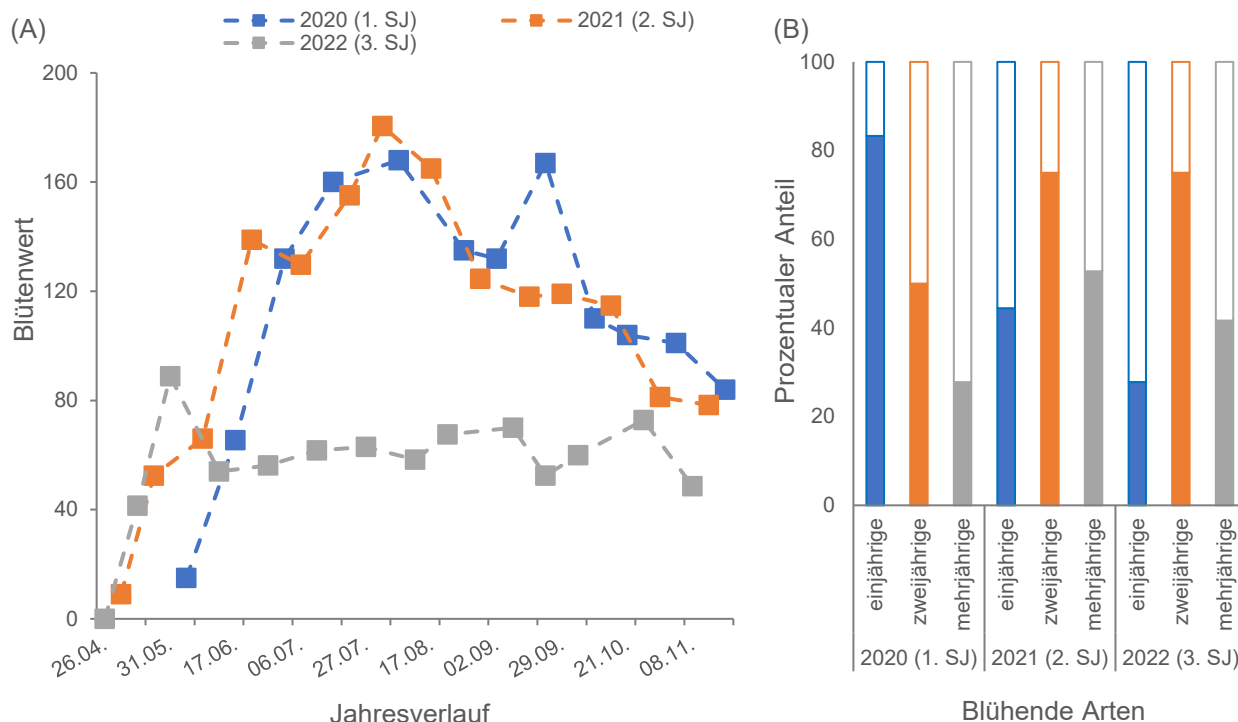 (A)
2020 (1. SJ)
2021 (2. SJ)
2022 (3. SJ)
Blütenwert
200
160
120
80
40
0
26.04.
31.05.
17.06.
06.07.
27.07.
17.08.
02.09.
29.09.
21.10.
08.11.
Jahresverlauf
(B)
Prozentualer Anteil
100
80
60
40
20
0
einjährige
zweijährige
mehrjährige
einjährige
zweijährige
mehrjährige
einjährige
zweijährige
mehrjährige
2020 (1. SJ)
2021 (2. SJ)
2022 (3. SJ)
Blühende Arten